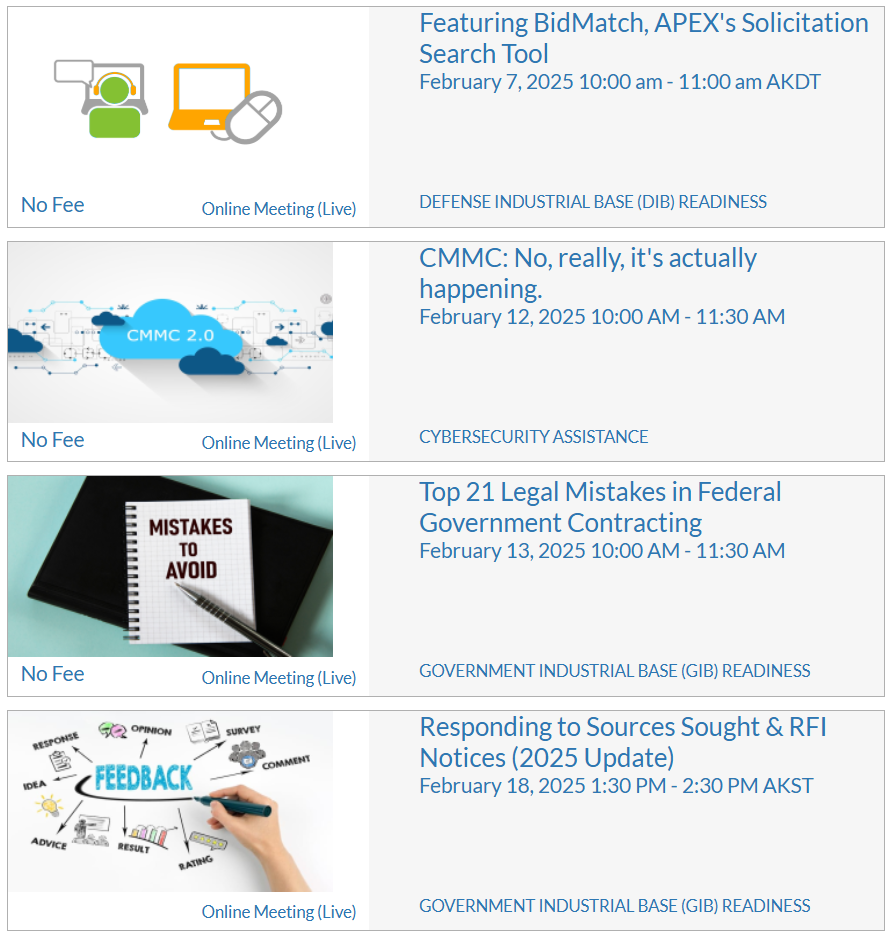 Featuring BidMatch, APEX's Solicitation
Search Tool
February 7, 2025 10:00 am - 11:00 am AKDT
No Fee
Online Meeting (Live)
DEFENSE INDUSTRIAL BASE (DIB) READINESS
CMMC: No, really, it's actually
happening.
February 12, 2025 10:00 AM - 11:30 AM
CMMC 2.0
No Fee
Online Meeting (Live)
CYBERSECURITY ASSISTANCE
Top 21 Legal Mistakes in Federal
Government Contracting
February 13, 2025 10:00 AM - 11:30 AM
MISTAKES
TO
AVOID
No Fee
Online Meeting (Live)
GOVERNMENT INDUSTRIAL BASE (GIB) READINESS
Responding to Sources Sought & RFI
Notices (2025 Update)
February 18, 2025 1:30 PM - 2:30 PM AKST
RESPONSE
OPINION
SURVEY
COMMENT
FEEDBACK
IDEA
ADVICE
RESULT
RATING
Online Meeting (Live)
GOVERNMENT INDUSTRIAL BASE (GIB) READINESS